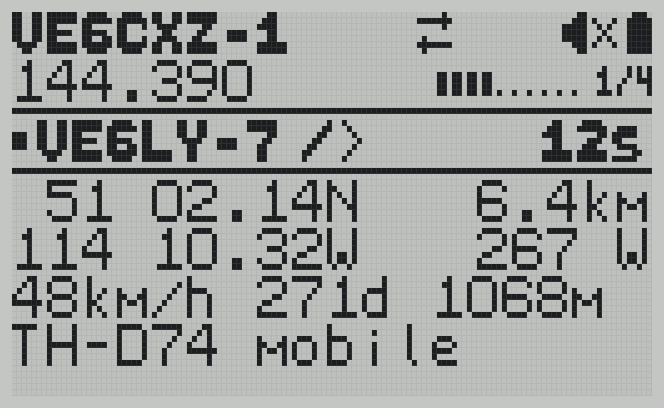 VE6CXZ-1
144.390 1/4
VE6LY-7 /> 12s
51 02.14N 6.4km
114 10.32W 267 W
48km/h 271d 1068m
TH-D74 mobile